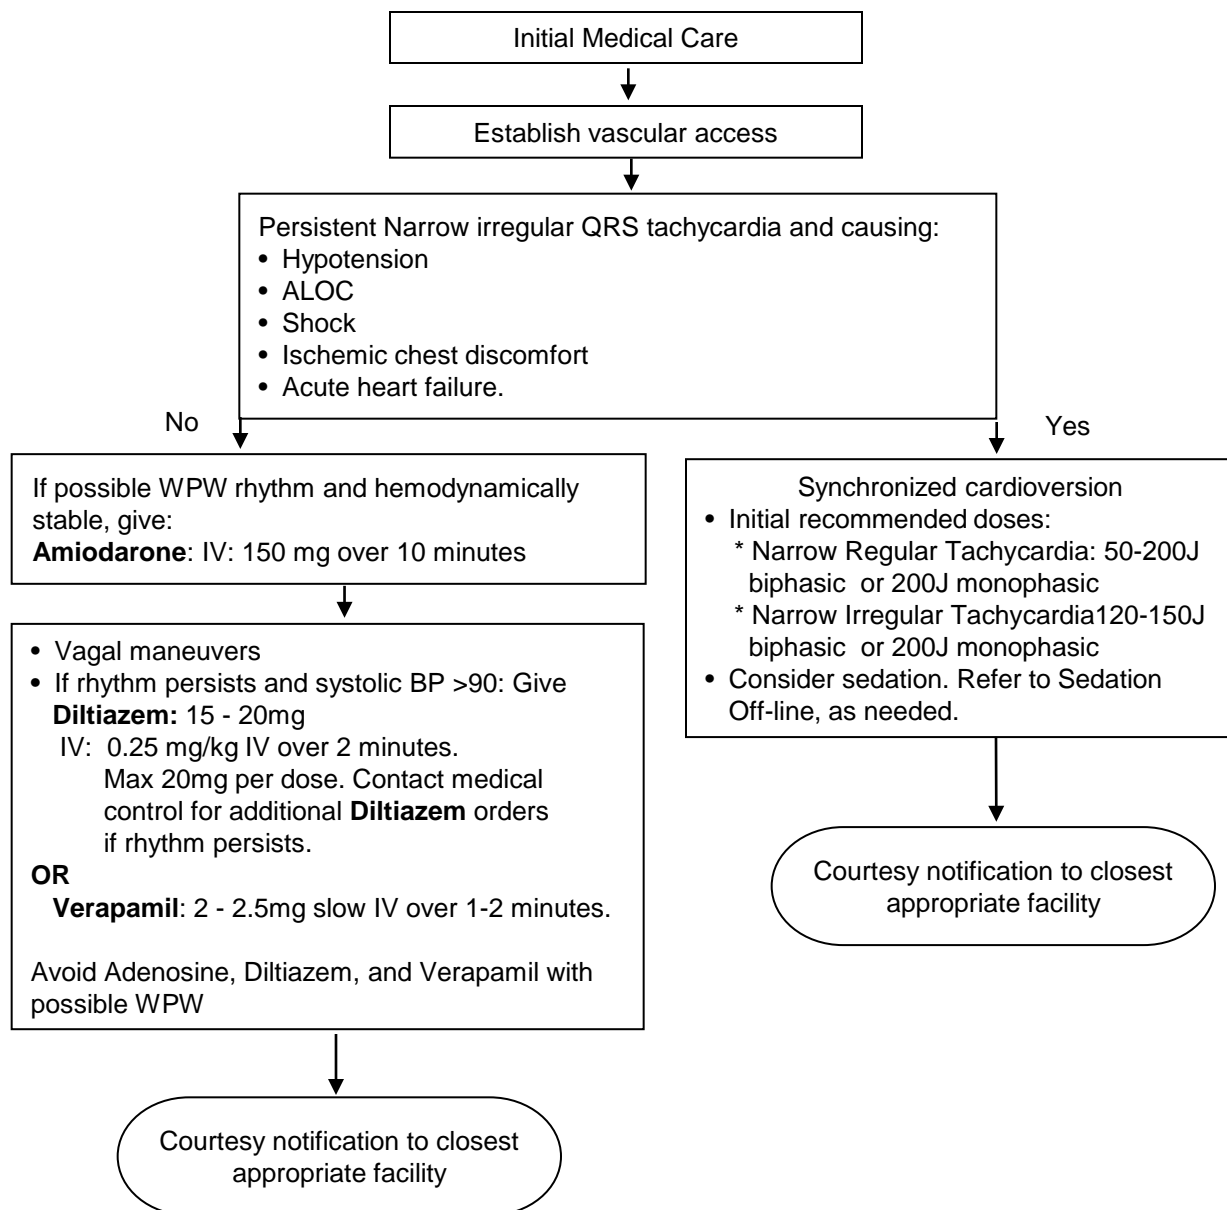 Initial Medical Care
Establish vascular access
Persistent Narrow irregular QRS tachycardia and causing:
• Hypotension
• ALOC
• Shock
• Ischemic chest discomfort
• Acute heart failure.
No
Yes
If possible WPW rhythm and hemodynamically
stable, give:
Amiodarone: IV: 150 mg over 10 minutes
• Vagal maneuvers
• If rhythm persists and systolic BP >90: Give
Diltiazem: 15 - 20mg
IV: 0.25 mg/kg IV over 2 minutes.
Max 20mg per dose. Contact medical
control for additional Diltiazem orders
if rhythm persists.
OR
Verapamil: 2 - 2.5mg slow IV over 1-2 minutes.
Avoid Adenosine, Diltiazem, and Verapamil with
possible WPW
Courtesy notification to closest
appropriate facility
Synchronized cardioversion
• Initial recommended doses:
* Narrow Regular Tachycardia: 50-200J
biphasic or 200J monophasic
* Narrow Irregular Tachycardia120-150J
biphasic or 200J monophasic
• Consider sedation. Refer to Sedation
Off-line, as needed.
Courtesy notification to closest
appropriate facility